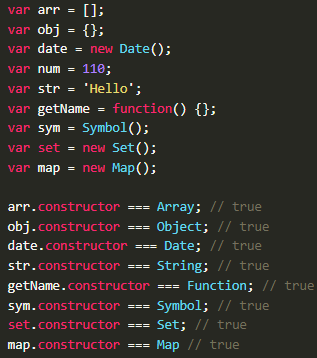 var arr = [];
var obj = {};
var date = new Date();
var num = 110;
var str = 'Hello';
var getName = function() {};
var sym = Symbol();
var set = new Set();
var map = new Map();

arr.constructor === Array; // true
obj.constructor === Object; // true
date.constructor === Date; // true
str.constructor === String; // true
getName.constructor === Function; // true
sym.constructor === Symbol; // true
set.constructor === Set; // true
map.constructor === Map // true